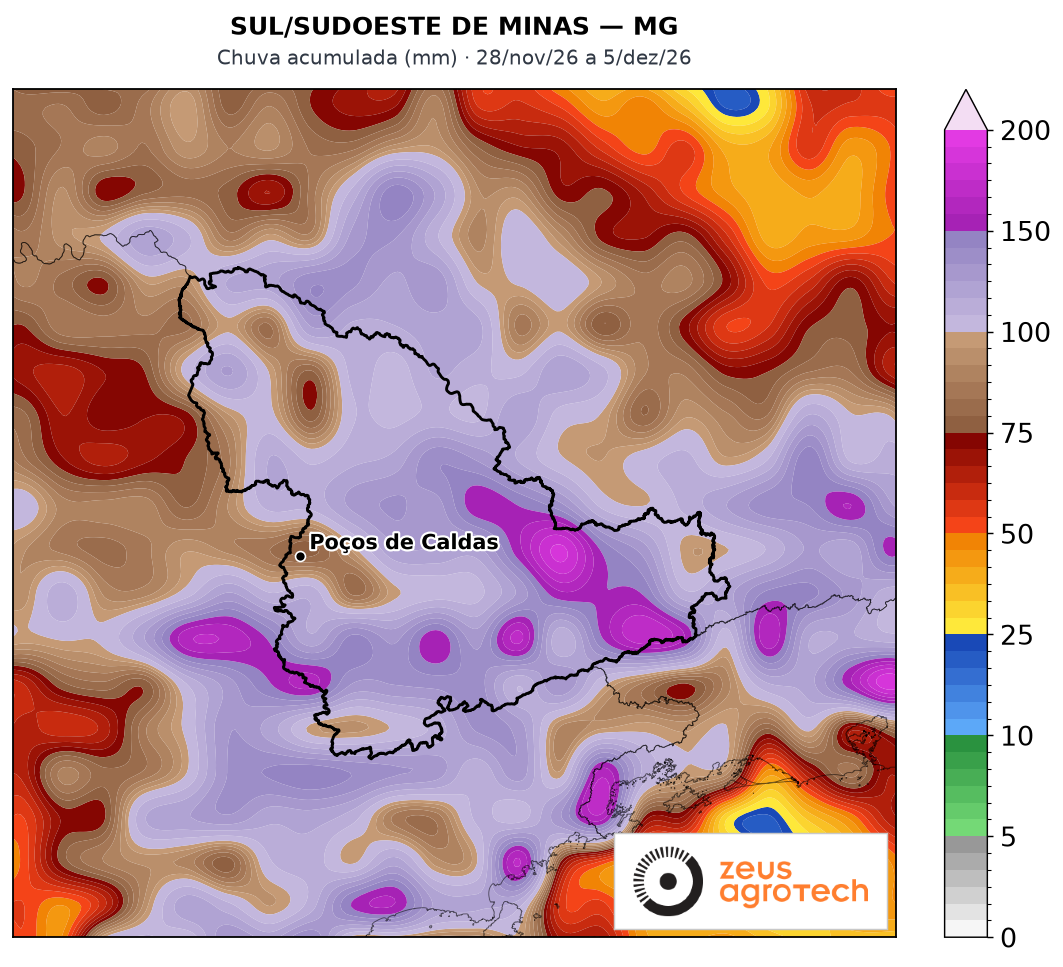 SUL/SUDOESTE DE MINAS — MG
Chuva acumulada (mm) · 28/nov/26 a 5/dez/26
200
150
100
75
50
25
10
5
0
Poços de Caldas
zeus
agrotech